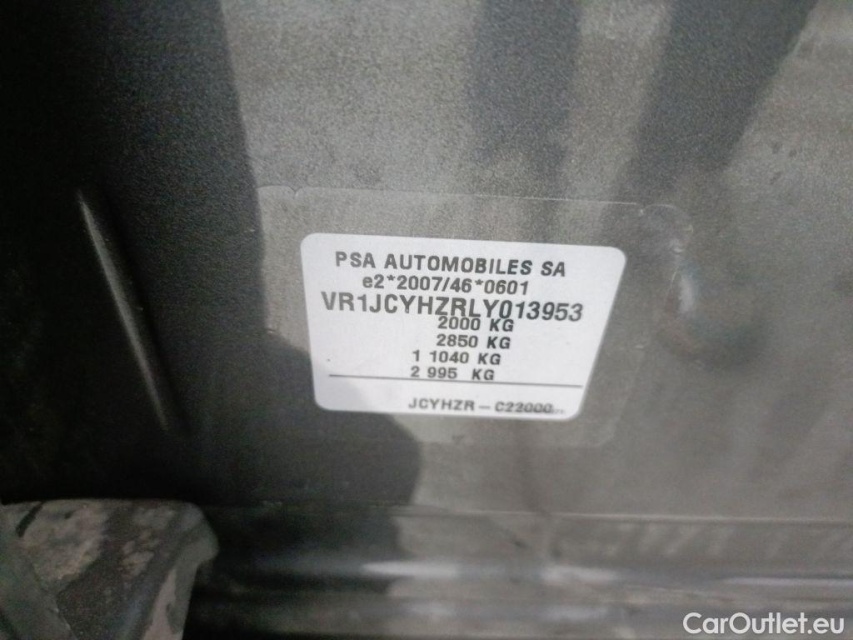 PSA AUTOMOBILES SA
e2*2007/46*0601
VR1JCYHZRLY013953
2000 KG
2850 KG
1 1040 KG
2 995 KG
JCYHZR – C22000
CarOutlet.eu